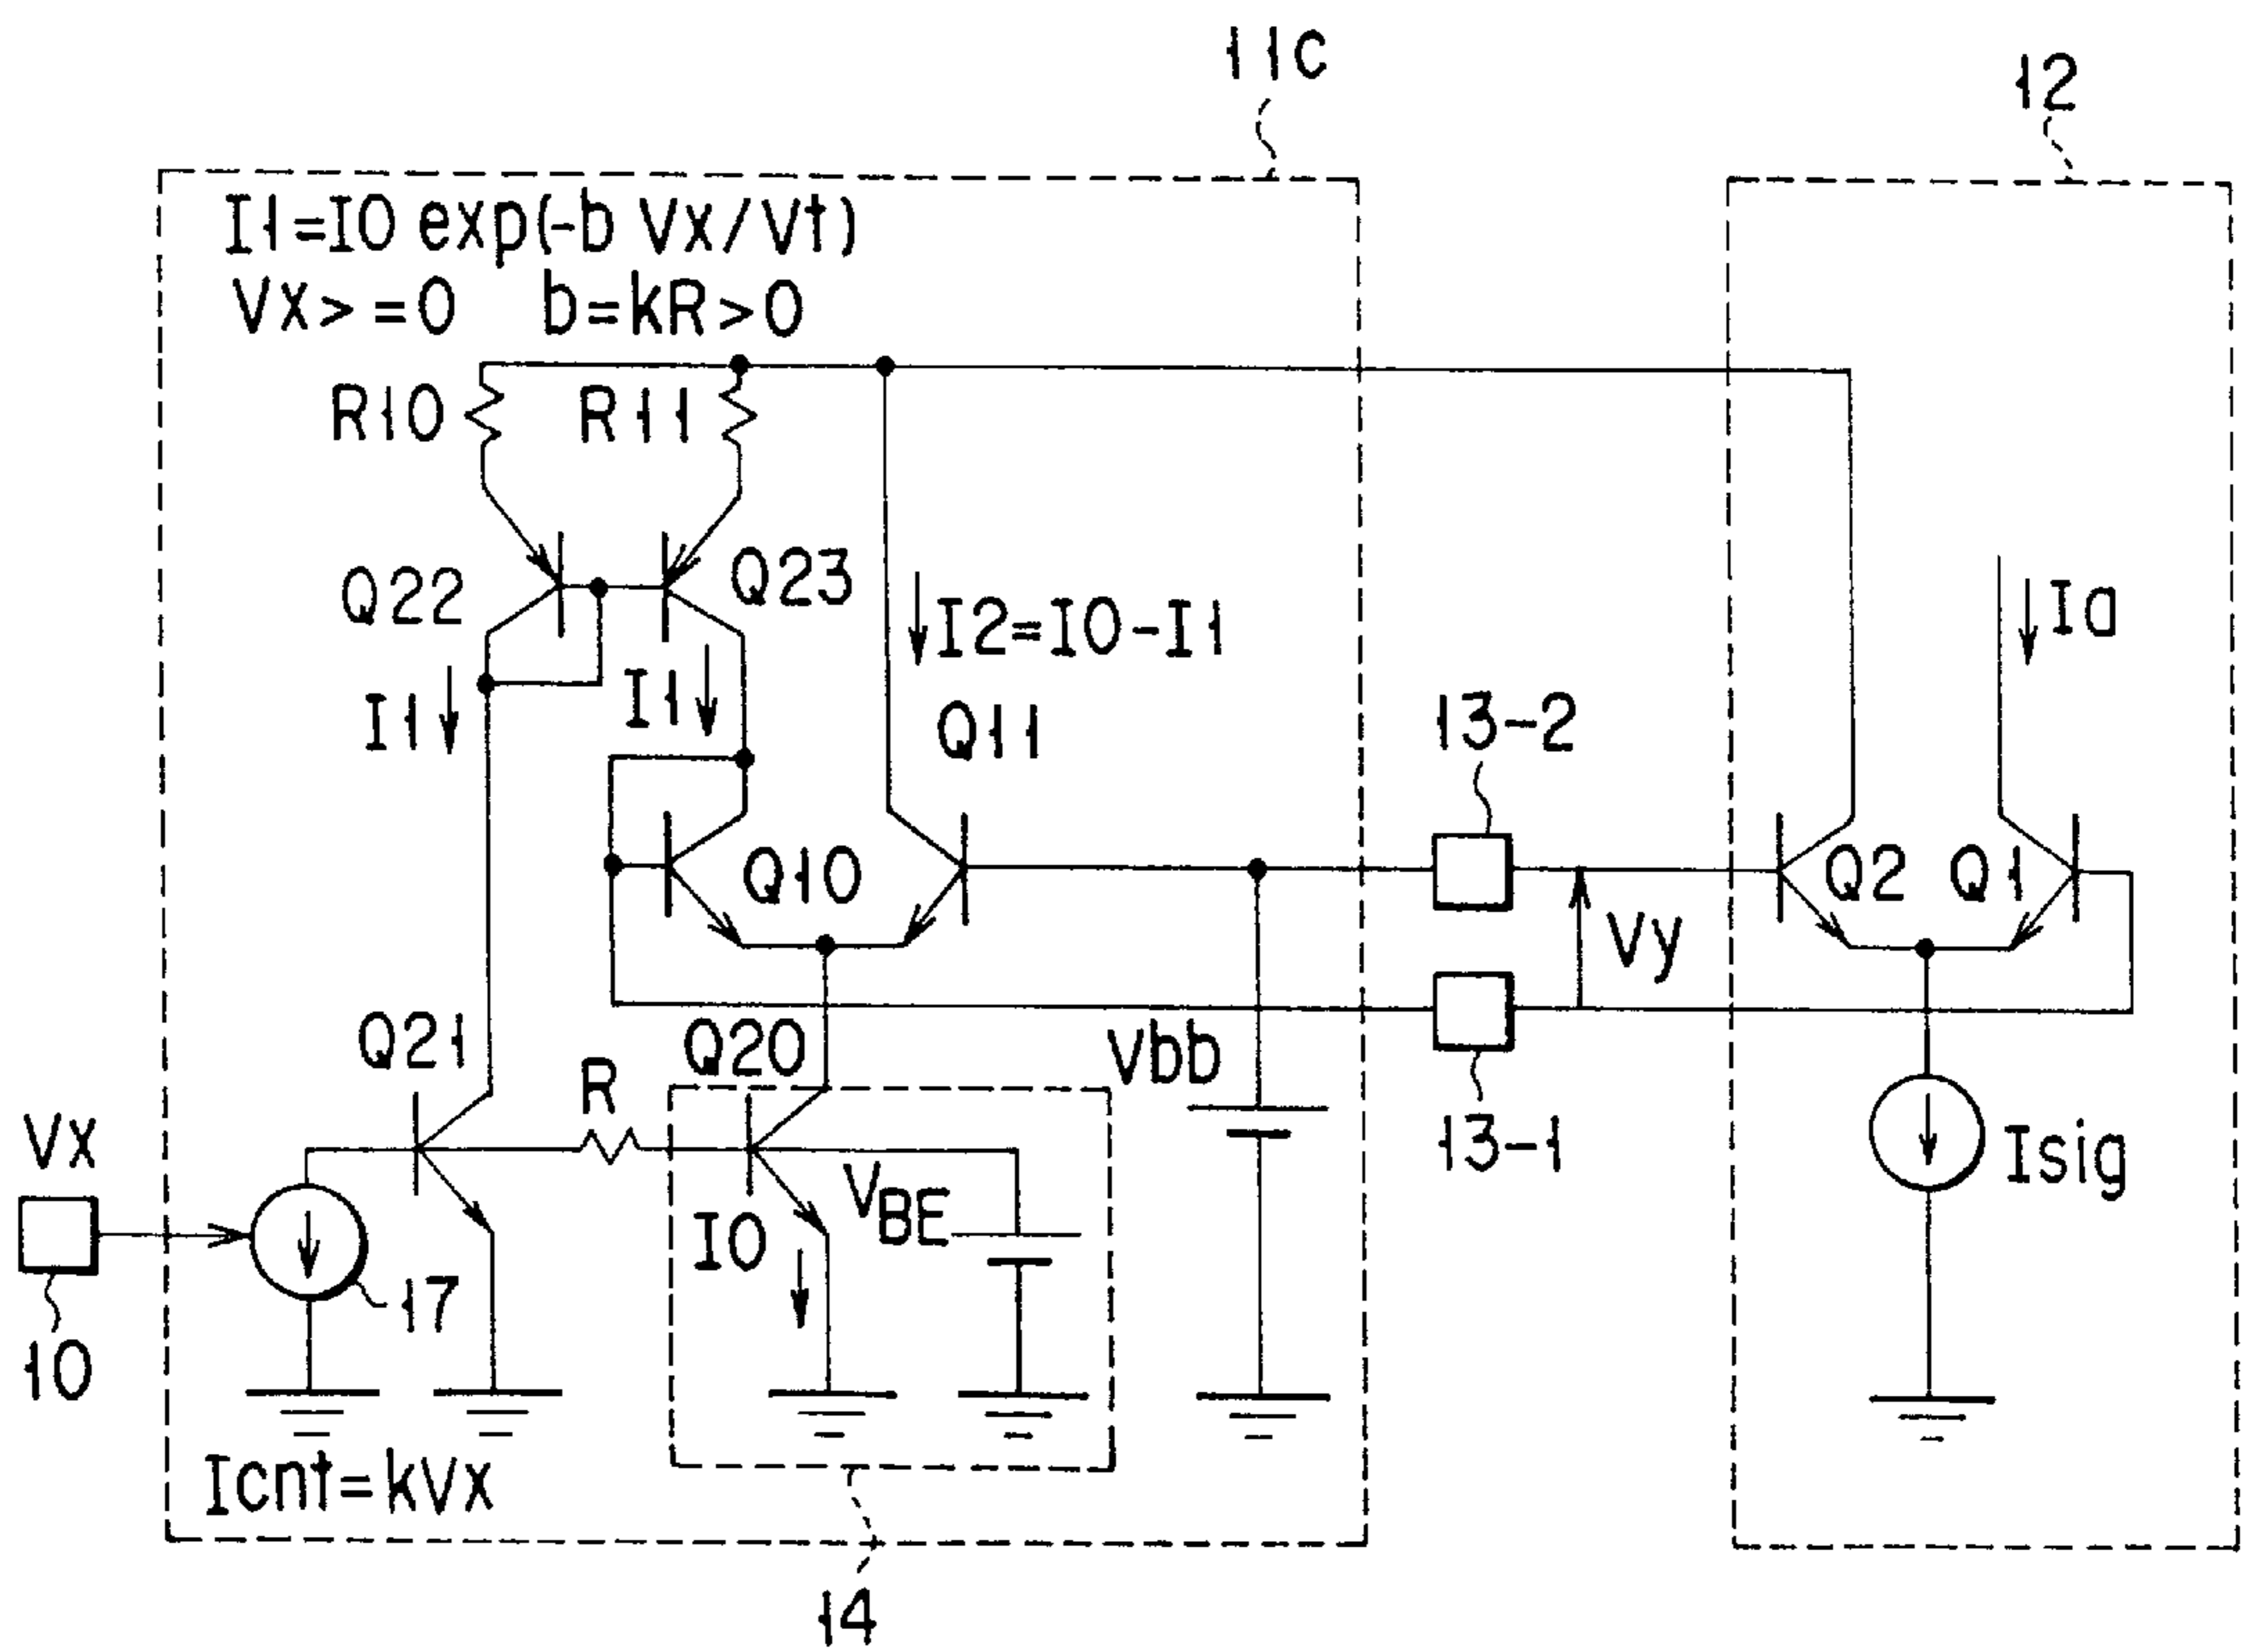 11C
12
I1=I0 exp(-b Vx/Vt)
Vx>=0 b=kR>0
R10
R11
Q22
Q23
I2=I0-I1
Ia
I1
I1
Q11
13-2
Q10
Q2
Q1
Vy
Q21
R
Q20
Vbb
13-1
Vx
VBE
I0
Isig
17
10
Icnt=kVx
14